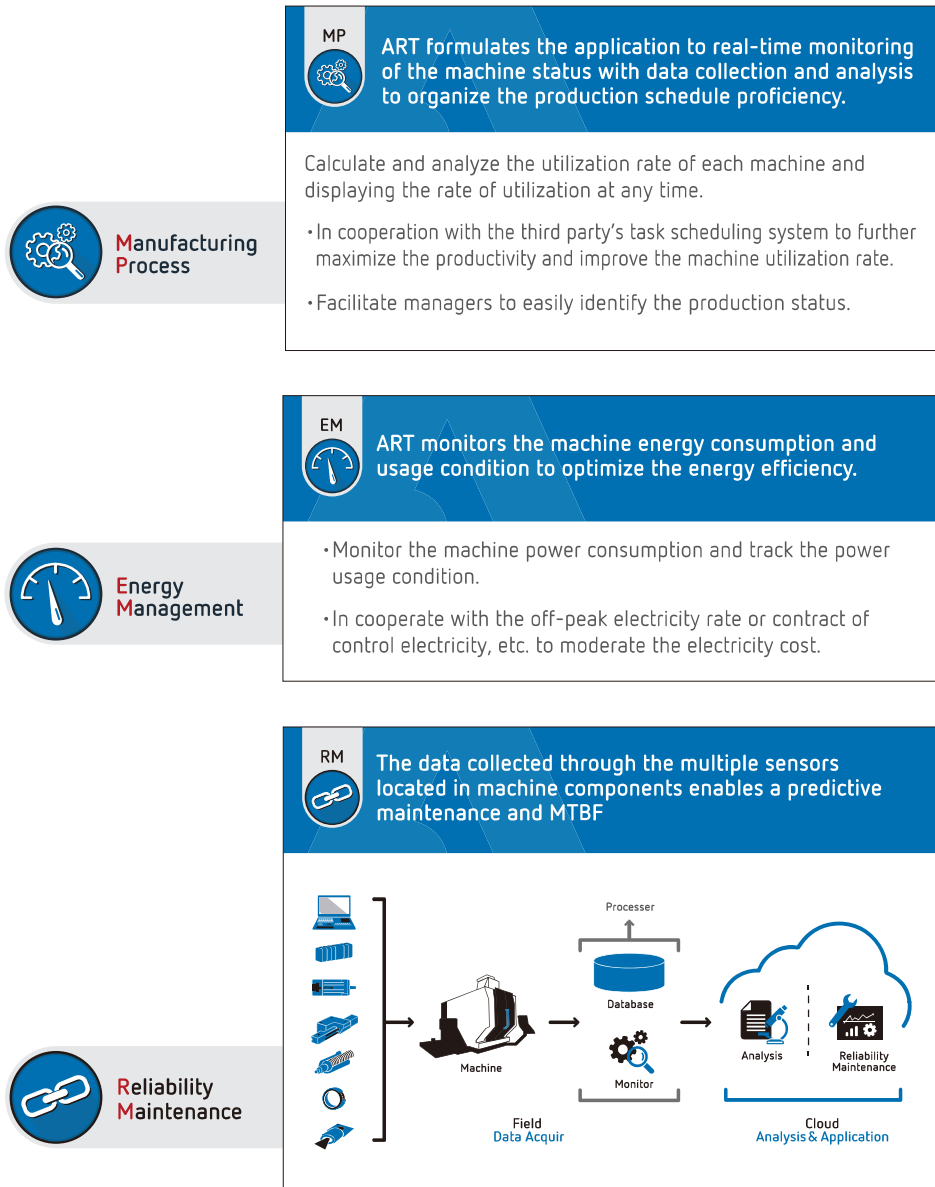 MP
ART formulates the application to real-time monitoring
of the machine status with data collection and analysis
to organize the production schedule proficiency.
Calculate and analyze the utilization rate of each machine and
displaying the rate of utilization at any time.
Manufacturing
Process
·In cooperation with the third party's task scheduling system to further
maximize the productivity and improve the machine utilization rate.
·Facilitate managers to easily identify the production status.
EM
ART monitors the machine energy consumption and
usage condition to optimize the energy efficiency.
Energy
Management
·Monitor the machine power consumption and track the power
usage condition.
·In cooperate with the off-peak electricity rate or contract of
control electricity, etc. to moderate the electricity cost.
RM
The data collected through the multiple sensors
located in machine components enables a predictive
maintenance and MTBF
Reliability
Maintenance
Processer
Database
Machine
Monitor
Analysis
Reliability
Maintenance
Field
Data Acquir
Cloud
Analysis & Application